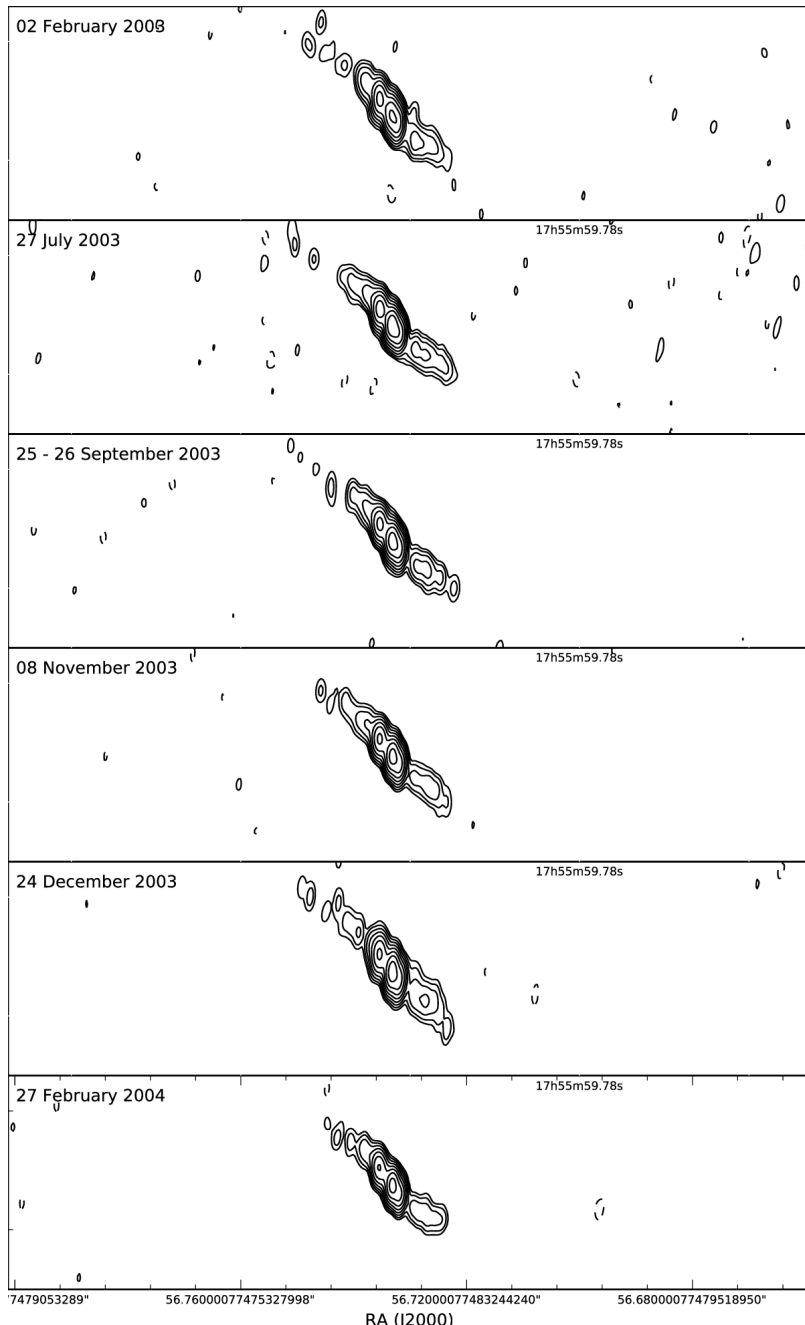 02 February 2003
27 July 2003
17h55m59.78s
25 - 26 September 2003
17h55m59.78s
08 November 2003
17h55m59.78s
24 December 2003
17h55m59.78s
27 February 2004
17h55m59.78s
'7479053289"
56.76000077475327998"
56.72000077483244240"
56.68000077479518950"
RA (J2000)